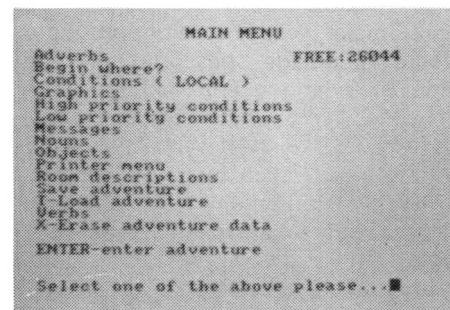 MAIN MENU
Adverbs FREE:26044
Begin where?
Conditions ( LOCAL )
Graphics
High priority conditions
Low priority conditions
Messages
Nouns
Objects
Printer menu
Room descriptions
Save adventure
T-Load adventure
Verbs
X-Erase adventure data
ENTER-enter adventure
Select one of the above please...